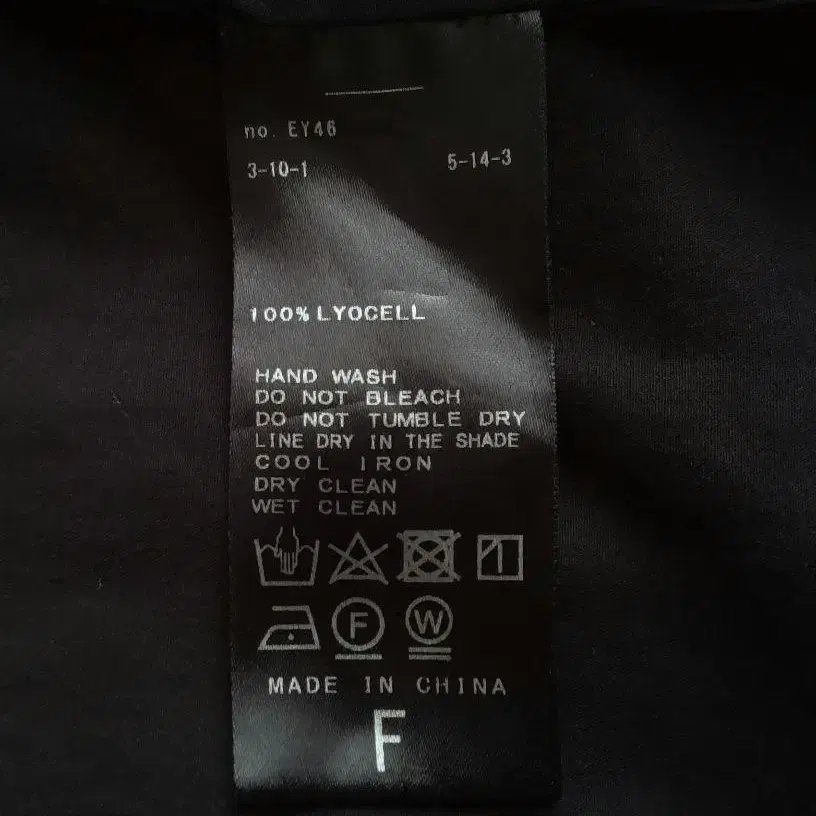 no. EY46
3-10-1 5-14-3
100% LYOCELL
HAND WASH
DO NOT BLEACH
DO NOT TUMBLE DRY
LINE DRY IN THE SHADE
COOL IRON
DRY CLEAN
WET CLEAN
F W
MADE IN CHINA
F